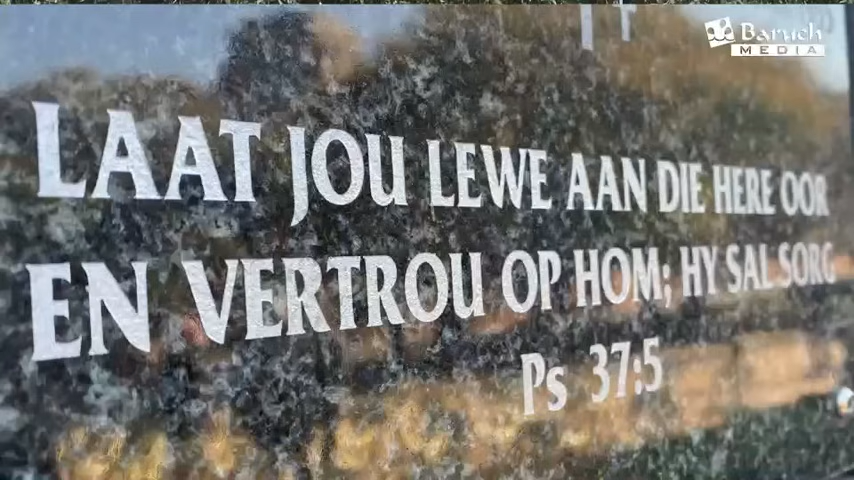 Baruch
MEDIA
LAAT JOU LEWE AAN DIE HERE OOR
EN VERTROU OP HOM; HY SAL SORG
Ps 37:5